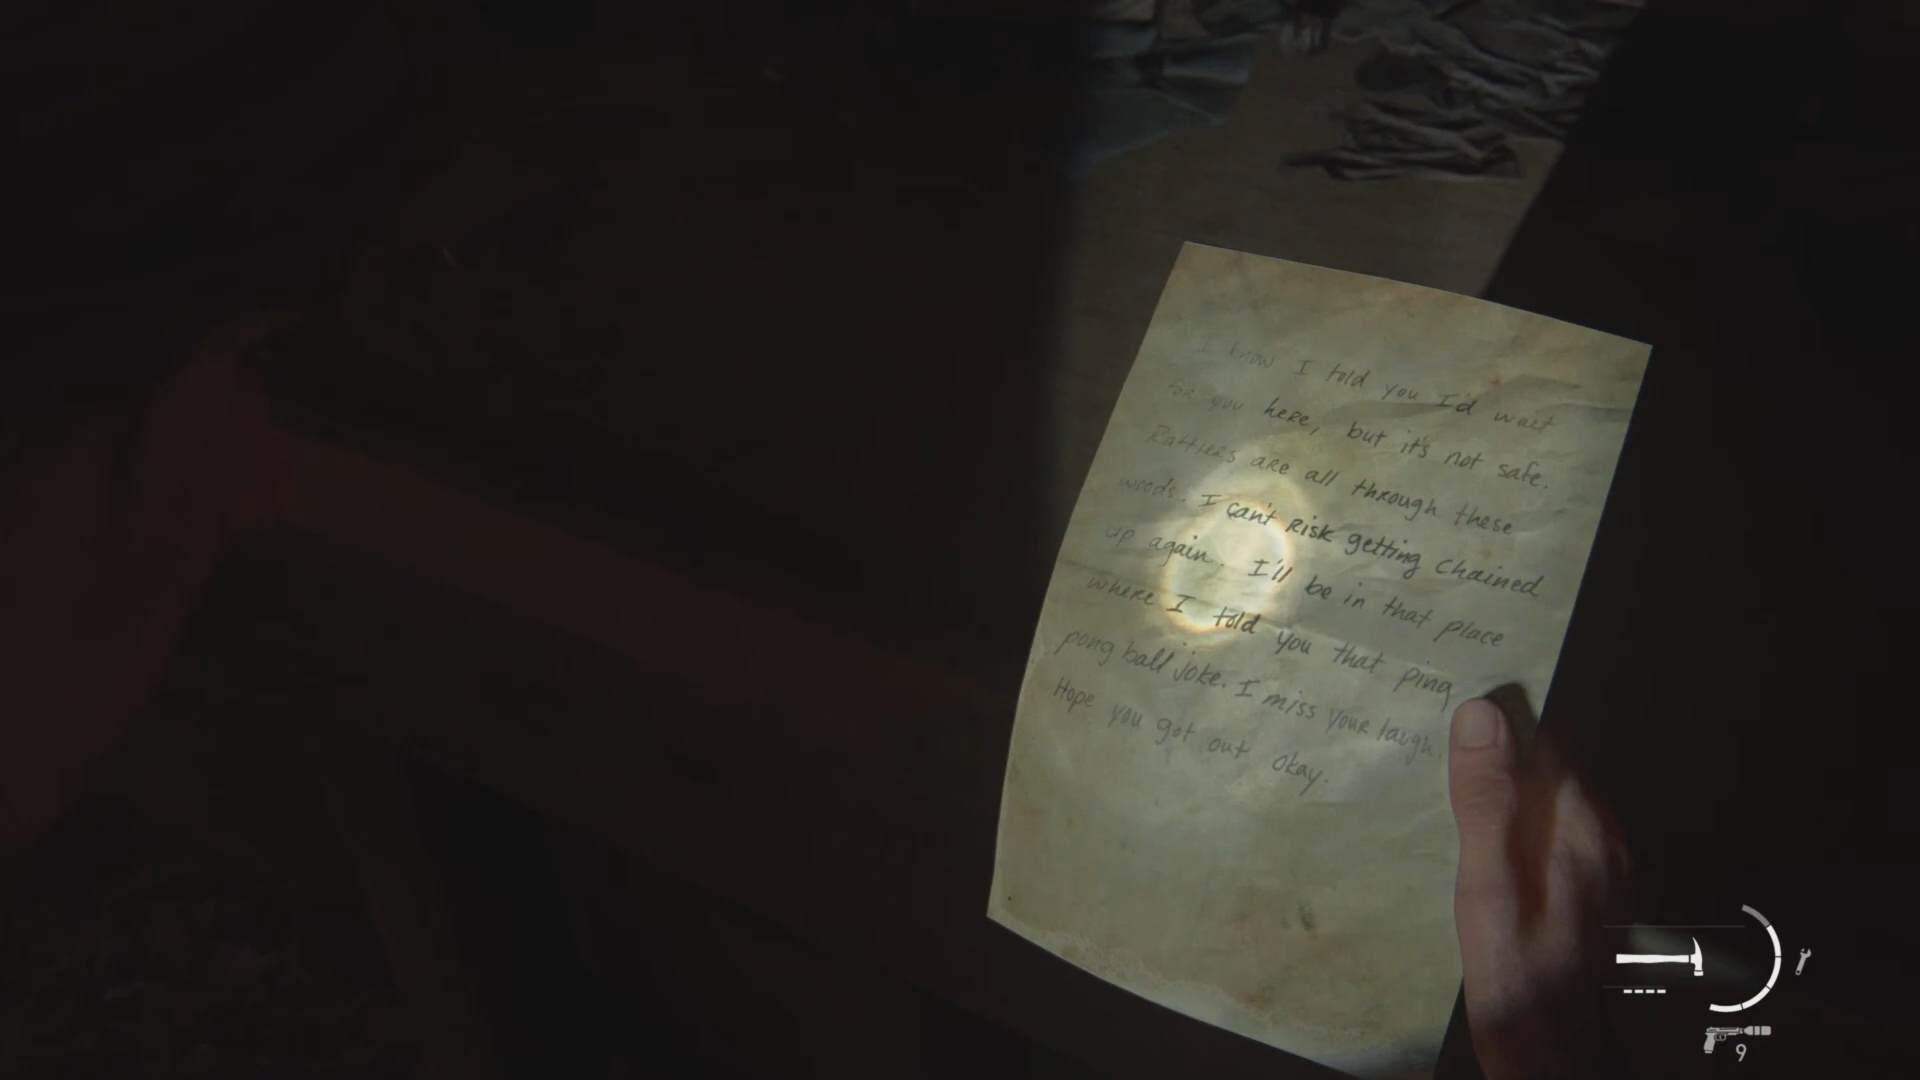 I know I told you I'd wait
for you here, but it's not safe.
Rattlers are all through these
woods. I can't risk getting chained
up again. I'll be in that place
where I told you that ping
pong ball joke. I miss your laugh.
Hope you got out okay.
9